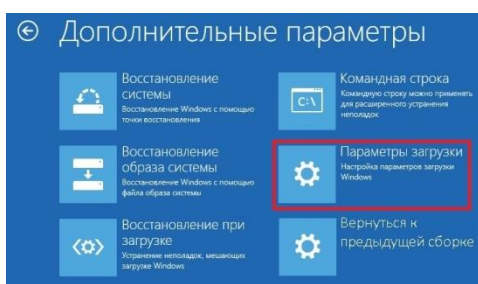 Дополнительные параметры
Восстановление
системы
Восстановление Windows с помощью
точки восстановления
Командная строка
Командную строку можно применять
для расширенного устранения
неполадок
C:\
Восстановление
образа системы
Восстановление Windows с помощью
файла образа системы
Параметры загрузки
Настройка параметров загрузки
Windows
Восстановление при
загрузке
Устранение неполадок, мешающих
загрузке Windows
Вернуться к
предыдущей сборке